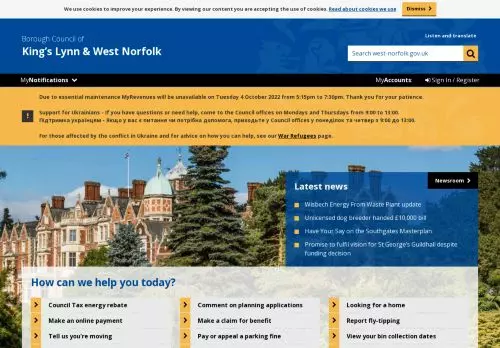 We use cookies to improve your experience. By viewing our content you are accepting the use of cookies. Read about cookies we use
Dismiss
Borough Council of
King's Lynn & West Norfolk
Listen and translate
Search west-norfolk.gov.uk
MyNotifications
MyAccounts:
Sign In / Register
Due to essential maintenance MyRevenues will be unavailable on Tuesday 4 October 2022 from 5:15pm to 7:30pm. Thank you for your patience.
Support for Ukrainians - If you have questions or need help, come to the Council offices on Mondays and Thursdays from 9:00 to 13:00.
Підтримка українцям - Якщо у вас є питання чи потрібна допомога, приходьте у Council offices у понеділок та четвер з 9:00 до 13:00.
For those affected by the conflict in Ukraine and for advice on how you can help, see our War Refugees page.
Newsroom
Latest news
Wisbech Energy From Waste Plant update
Unlicensed dog breeder handed £10,000 bill
Have Your Say on the Southgates Masterplan
Promise to fulfil vision for St George's Guildhall despite
funding decision
How can we help you today?
Council Tax energy rebate
Comment on planning applications
Looking for a home
Make an online payment
Make a claim for benefit
Report fly-tipping
Tell us you're moving
Pay or appeal a parking fine
View your bin collection dates